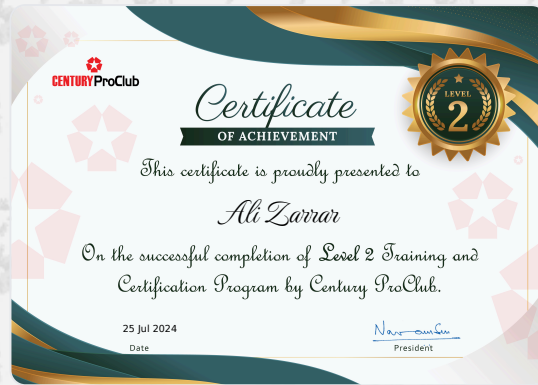 CENTURY ProClub
Certificate
OF ACHIEVEMENT
LEVEL
2
This certificate is proudly presented to
Ali Zarrar
On the successful completion of Level 2 Training and
Certification Program by Century ProClub.
25 Jul 2024
Date
President